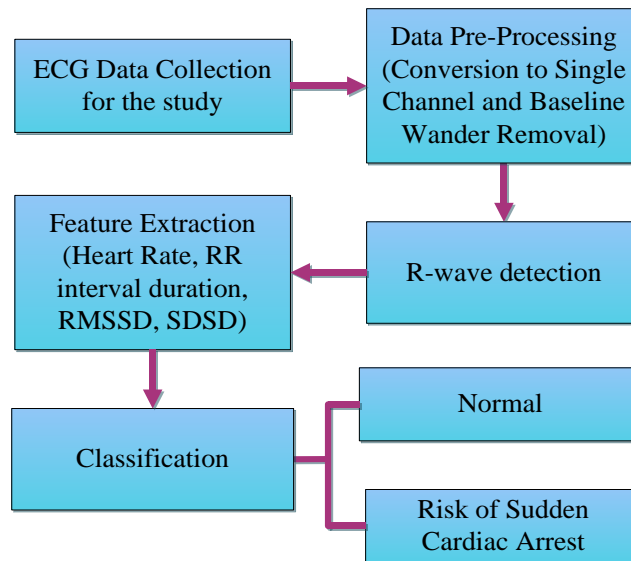 ECG Data Collection
for the study
Data Pre-Processing
(Conversion to Single
Channel and Baseline
Wander Removal)
R-wave detection
Feature Extraction
(Heart Rate, RR
interval duration,
RMSSD, SDSD)
Classification
Normal
Risk of Sudden
Cardiac Arrest